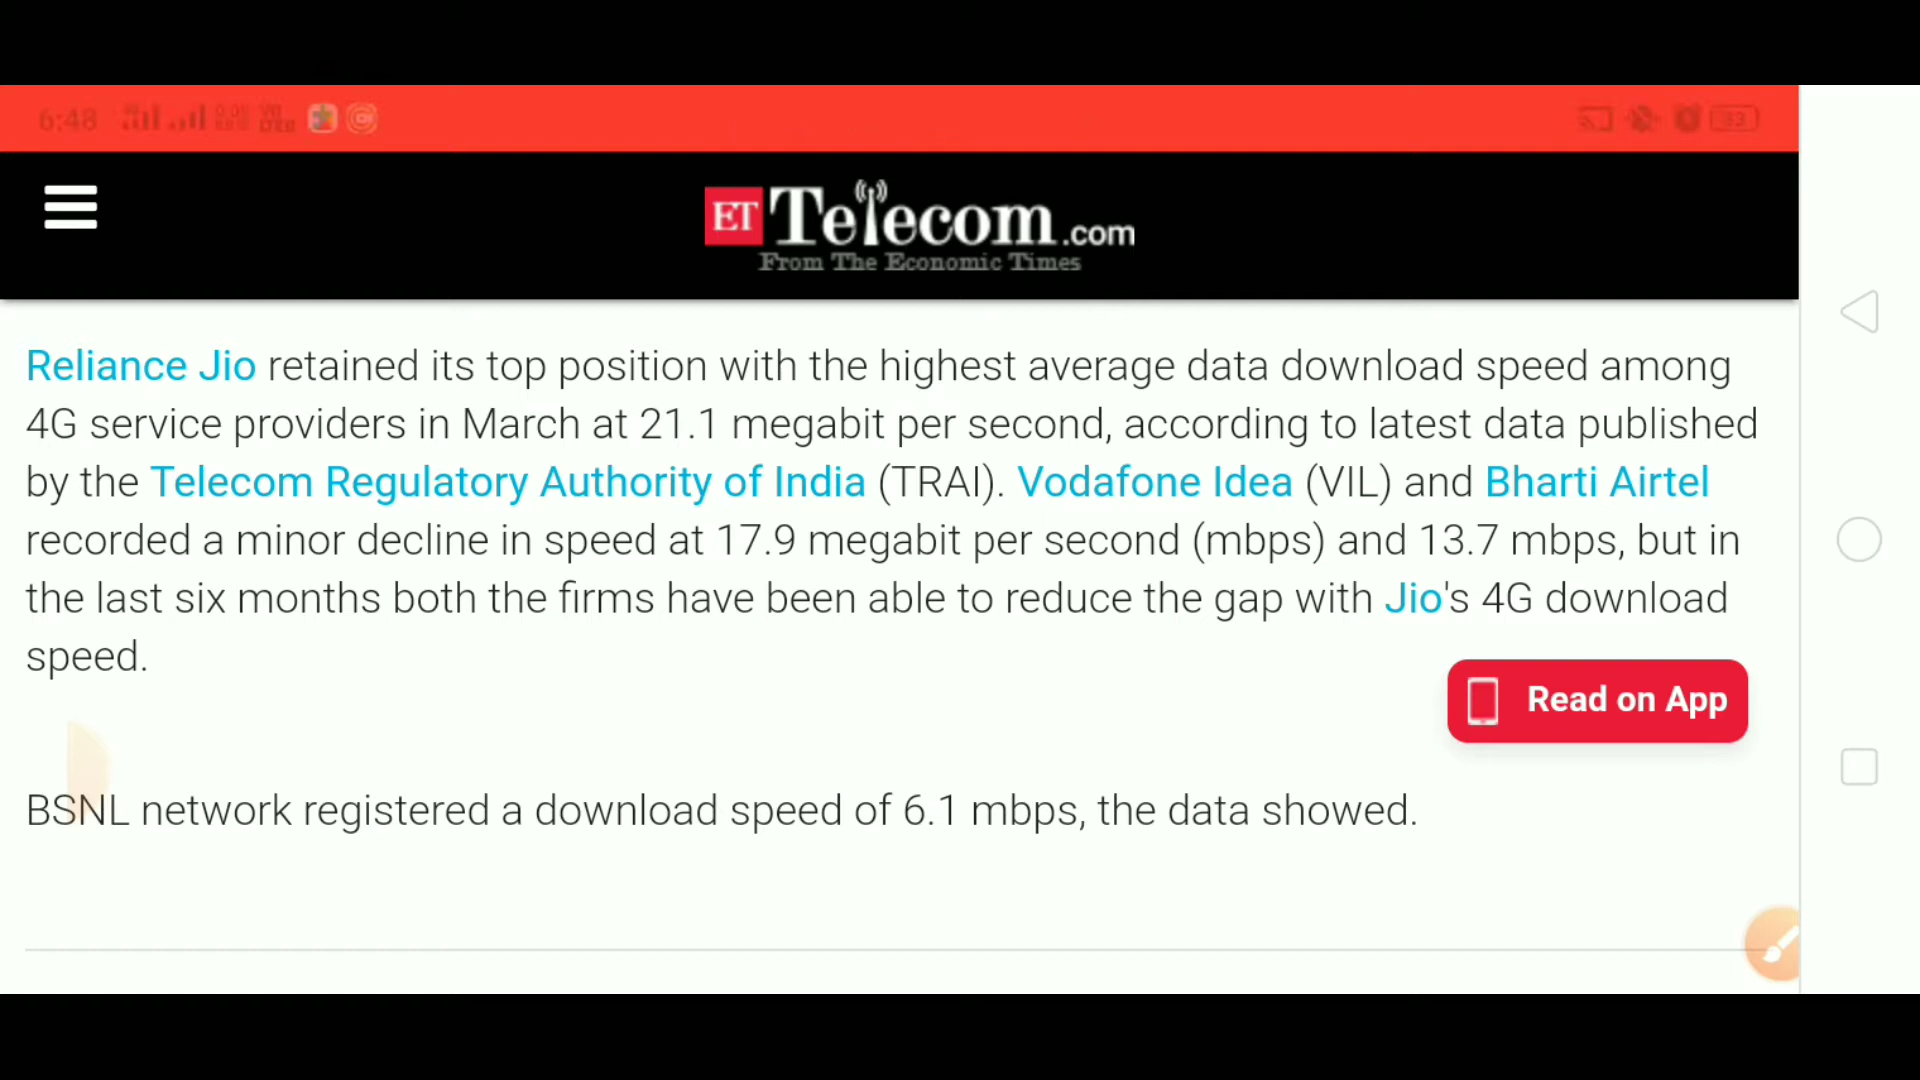 6:48
ET Telecom.com
From The Economic Times
Reliance Jio retained its top position with the highest average data download speed among
4G service providers in March at 21.1 megabit per second, according to latest data published
by the Telecom Regulatory Authority of India (TRAI). Vodafone Idea (VIL) and Bharti Airtel
recorded a minor decline in speed at 17.9 megabit per second (mbps) and 13.7 mbps, but in
the last six months both the firms have been able to reduce the gap with Jio's 4G download
speed.
Read on App
BSNL network registered a download speed of 6.1 mbps, the data showed.